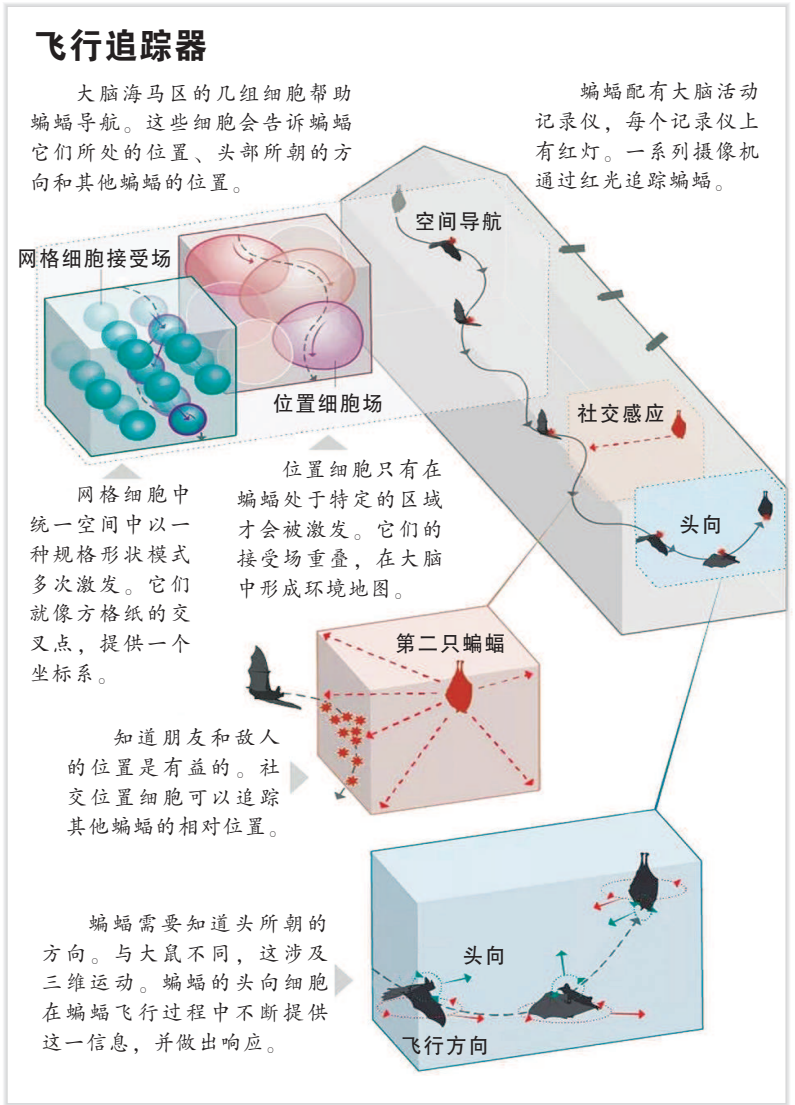 飞行追踪器
大脑海马区的几组细胞帮助
蝙蝠导航。这些细胞会告诉蝙蝠
它们所处的位置、头部所朝的方
向和其他蝙蝠的位置。
蝙蝠配有大脑活动
记录仪，每个记录仪上
有红灯。一系列摄像机
通过红光追踪蝙蝠。
空间导航
网格细胞接受场
位置细胞场
社交感应
头向
网格细胞中
统一空间中以一
种规格形状模式
多次激发。它们
就像方格纸的交
叉点，提供一个
坐标系。
位置细胞只有在
蝙蝠处于特定的区域
才会被激发。它们的
接受场重叠，在大脑
中形成环境地图。
第二只蝙蝠
知道朋友和敌人
的位置是有益的。社
交位置细胞可以追踪
其他蝙蝠的相对位置。
蝙蝠需要知道头所朝的
方向。与大鼠不同，这涉及
三维运动。蝙蝠的头向细胞
在蝙蝠飞行过程中不断提供
这一信息，并做出响应。
头向
飞行方向